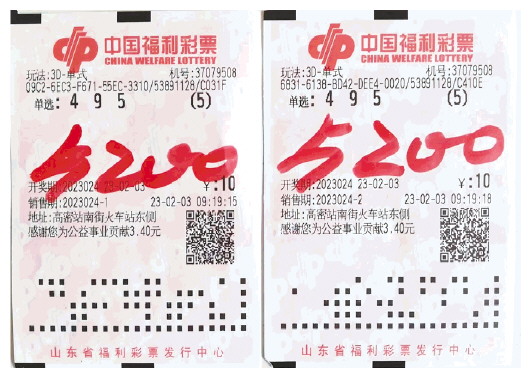 中国福利彩票
CHINA WELFARE LOTTERY
玩法:3D-单式 机号:37079508
09C2-6EC3-F671-55EC-3310/53891128/C031F
单选: 4 9 5 (5)
5200
开奖期:2023024 23-02-03 ¥:10
销售期:2023024-1 23-02-03 09:19:15
地址:高密站南街火车站东侧
感谢您为公益事业贡献3.40元
山东省福利彩票发行中心
中国福利彩票
CHINA WELFARE LOTTERY
玩法:3D-单式 机号:37079508
6631-6138-BD42-DEE4-0020/53891128/C410E
单选: 4 9 5 (5)
5200
开奖期:2023024 23-02-03 ¥:10
销售期:2023024-2 23-02-03 09:19:18
地址:高密站南街火车站东侧
感谢您为公益事业贡献3.40元
山东省福利彩票发行中心